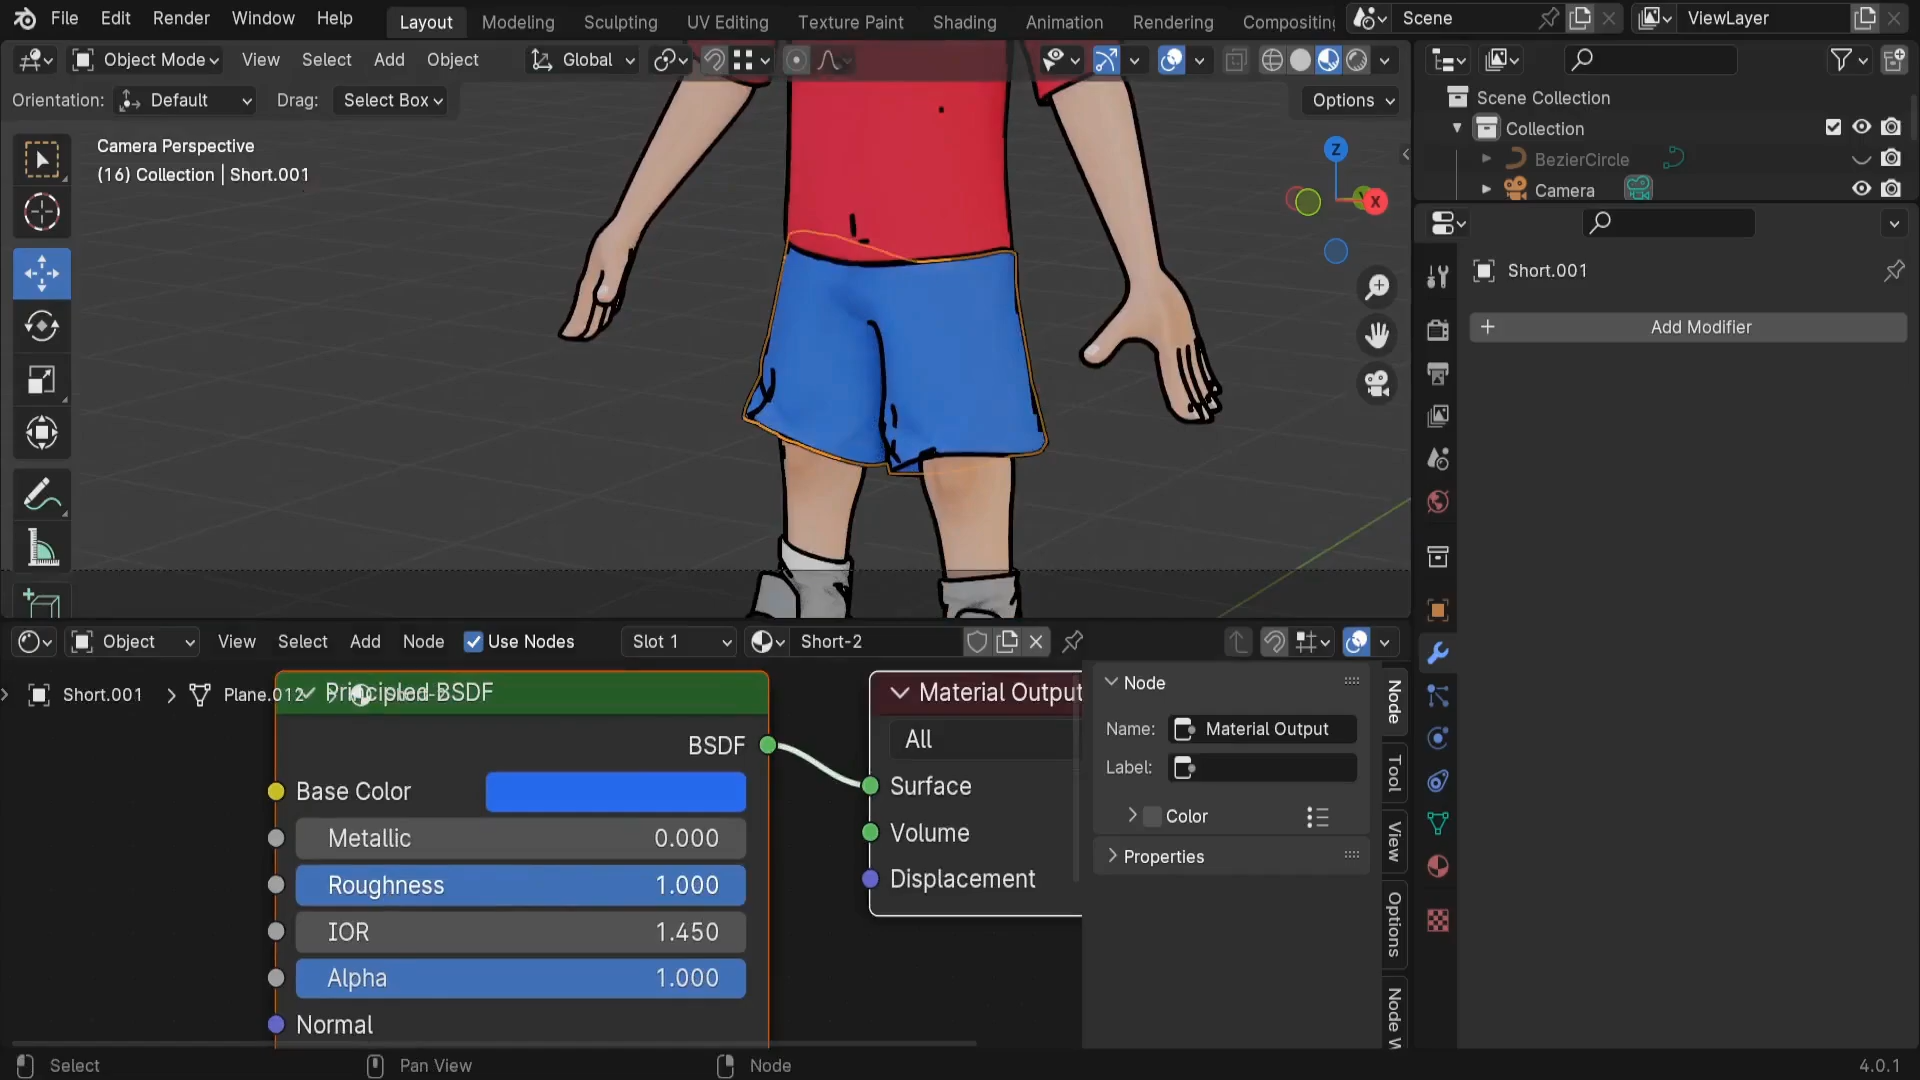 File Edit Render Window Help Layout Modeling Sculpting UV Editing Texture Paint Shading Animation Rendering Compositing Scene ViewLayer
Object Mode View Select Add Object Global
Orientation: Default Drag: Select Box Options
Camera Perspective
(16) Collection | Short.001
Z
X
Scene Collection
Collection
BezierCircle
Camera
Short.001
Add Modifier
Object View Select Add Node Use Nodes Slot 1 Short-2
Short.001 Plane.012
Principled BSDF
BSDF
Base Color
Metallic 0.000
Roughness 1.000
IOR 1.450
Alpha 1.000
Normal
Material Output
All
Surface
Volume
Displacement
Node
Name: Material Output
Label:
Color
Properties
Node
Tool
View
Options
Node W
Select Pan View Node 4.0.1